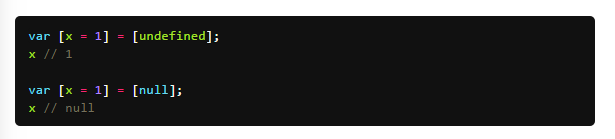 var [x = 1] = [undefined];
x // 1
var [x = 1] = [null];
x // null